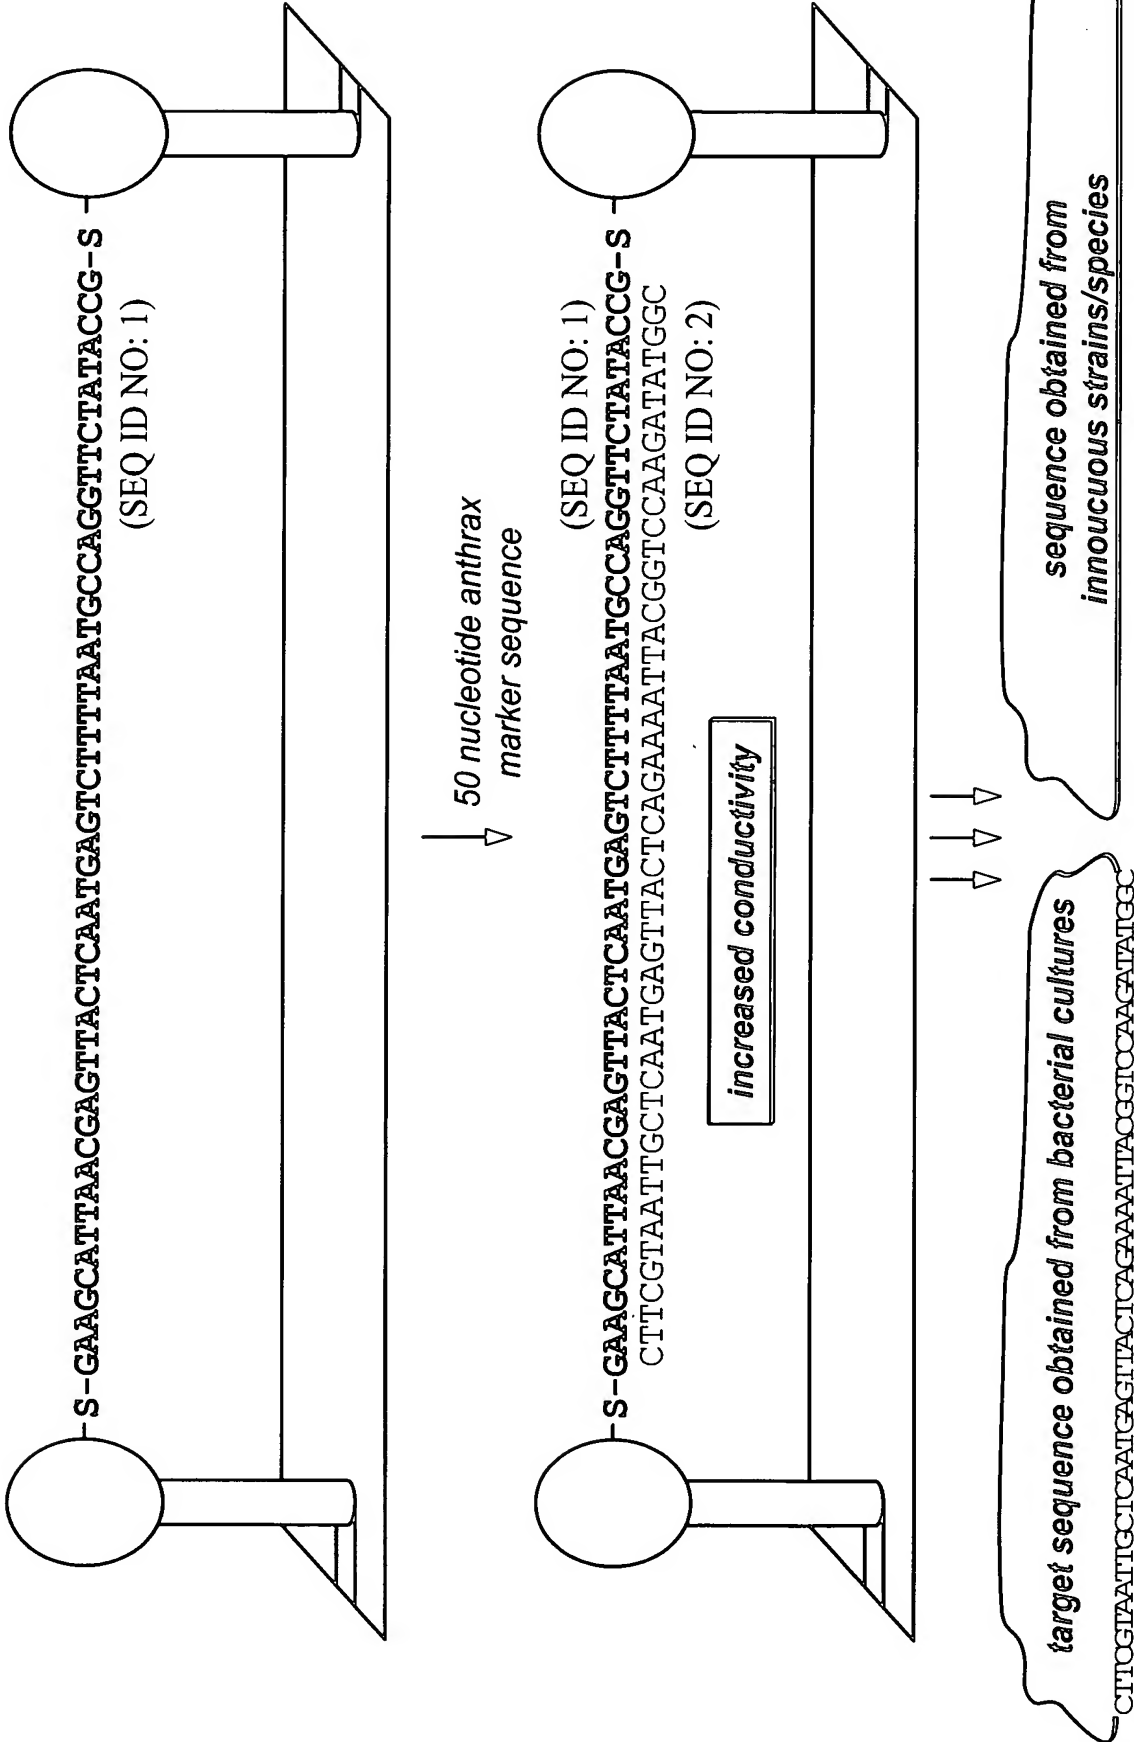 S-GAAGCATTAACGAGTTACTCAATGAGTCTTTTAATGCCAGGTTCTATACCG-S
(SEQ ID NO: 1)
50 nucleotide anthrax
marker sequence
(SEQ ID NO: 1)
S-GAAGCATTAACGAGTTACTCAATGAGTCTTTTAATGCCAGGTTCTATACCG-S
CTTCGTAATTGCTCAATGAGTTACTCAGAAAATTACGGTCCAAGATATGGC
(SEQ ID NO: 2)
increased conductivity
target sequence obtained from bacterial cultures
CTTCGTAATTGCTCAATGAGTTACTCAGAAAATTACGGTCCAAGATATGGC
sequence obtained from
innoucuous strains/species